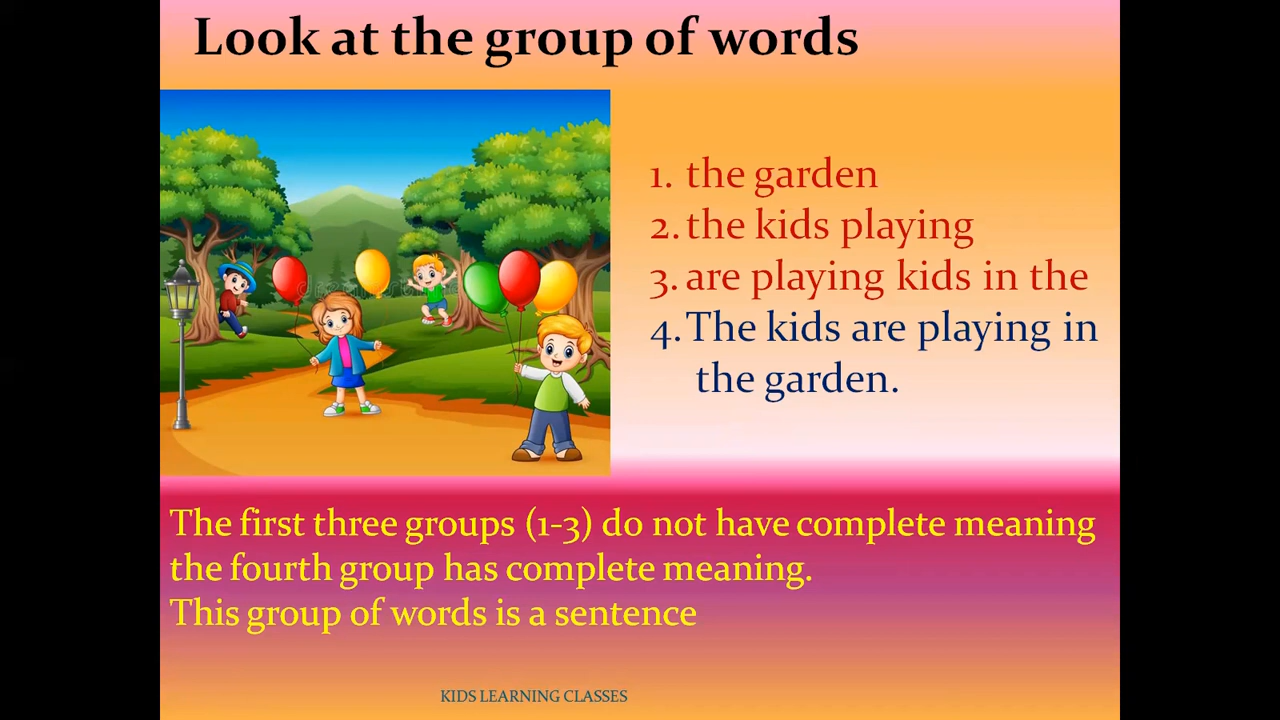 Look at the group of words
1. the garden
2. the kids playing
3. are playing kids in the
4. The kids are playing in
the garden.
The first three groups (1-3) do not have complete meaning
the fourth group has complete meaning.
This group of words is a sentence
KIDS LEARNING CLASSES